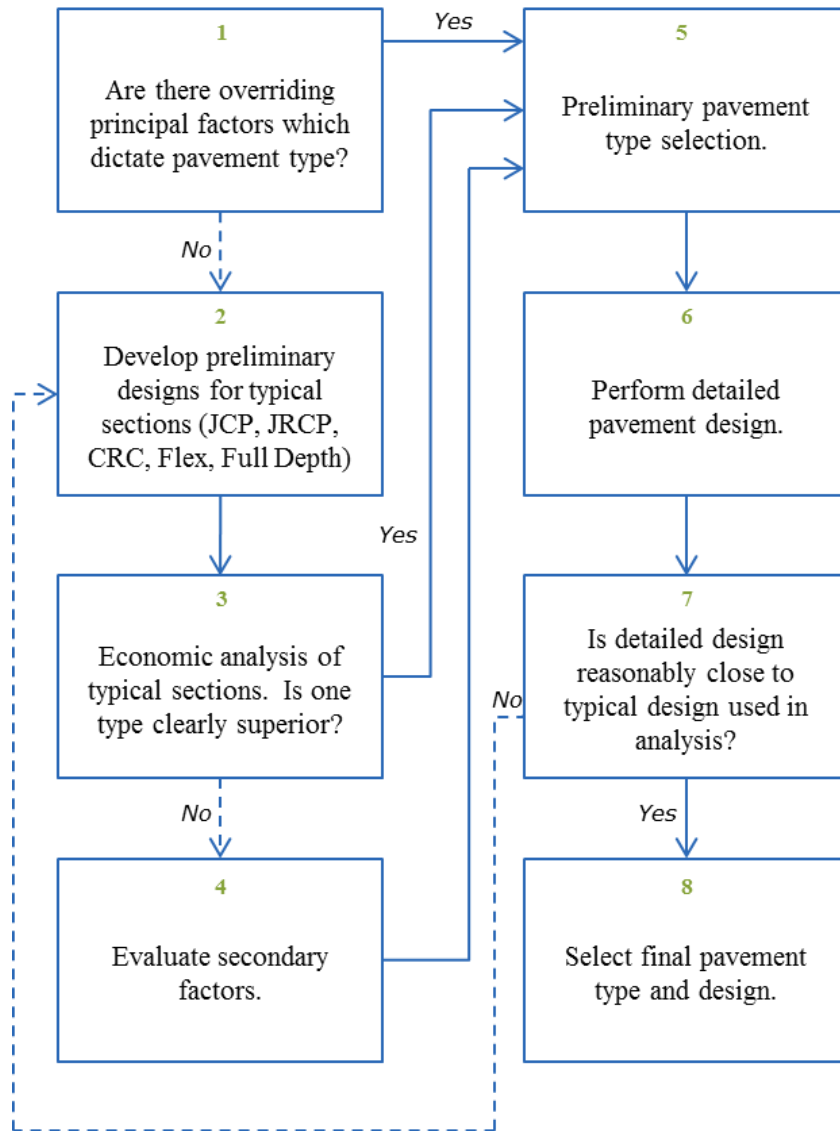 1
Are there overriding
principal factors which
dictate pavement type?
Yes
No
2
Develop preliminary
designs for typical
sections (JCP, JRCP,
CRC, Flex, Full Depth)
3
Economic analysis of
typical sections.  Is one
type clearly superior?
Yes
No
4
Evaluate secondary
factors.
5
Preliminary pavement
type selection.
6
Perform detailed
pavement design.
7
Is detailed design
reasonably close to
typical design used in
analysis?
No
Yes
8
Select final pavement
type and design.